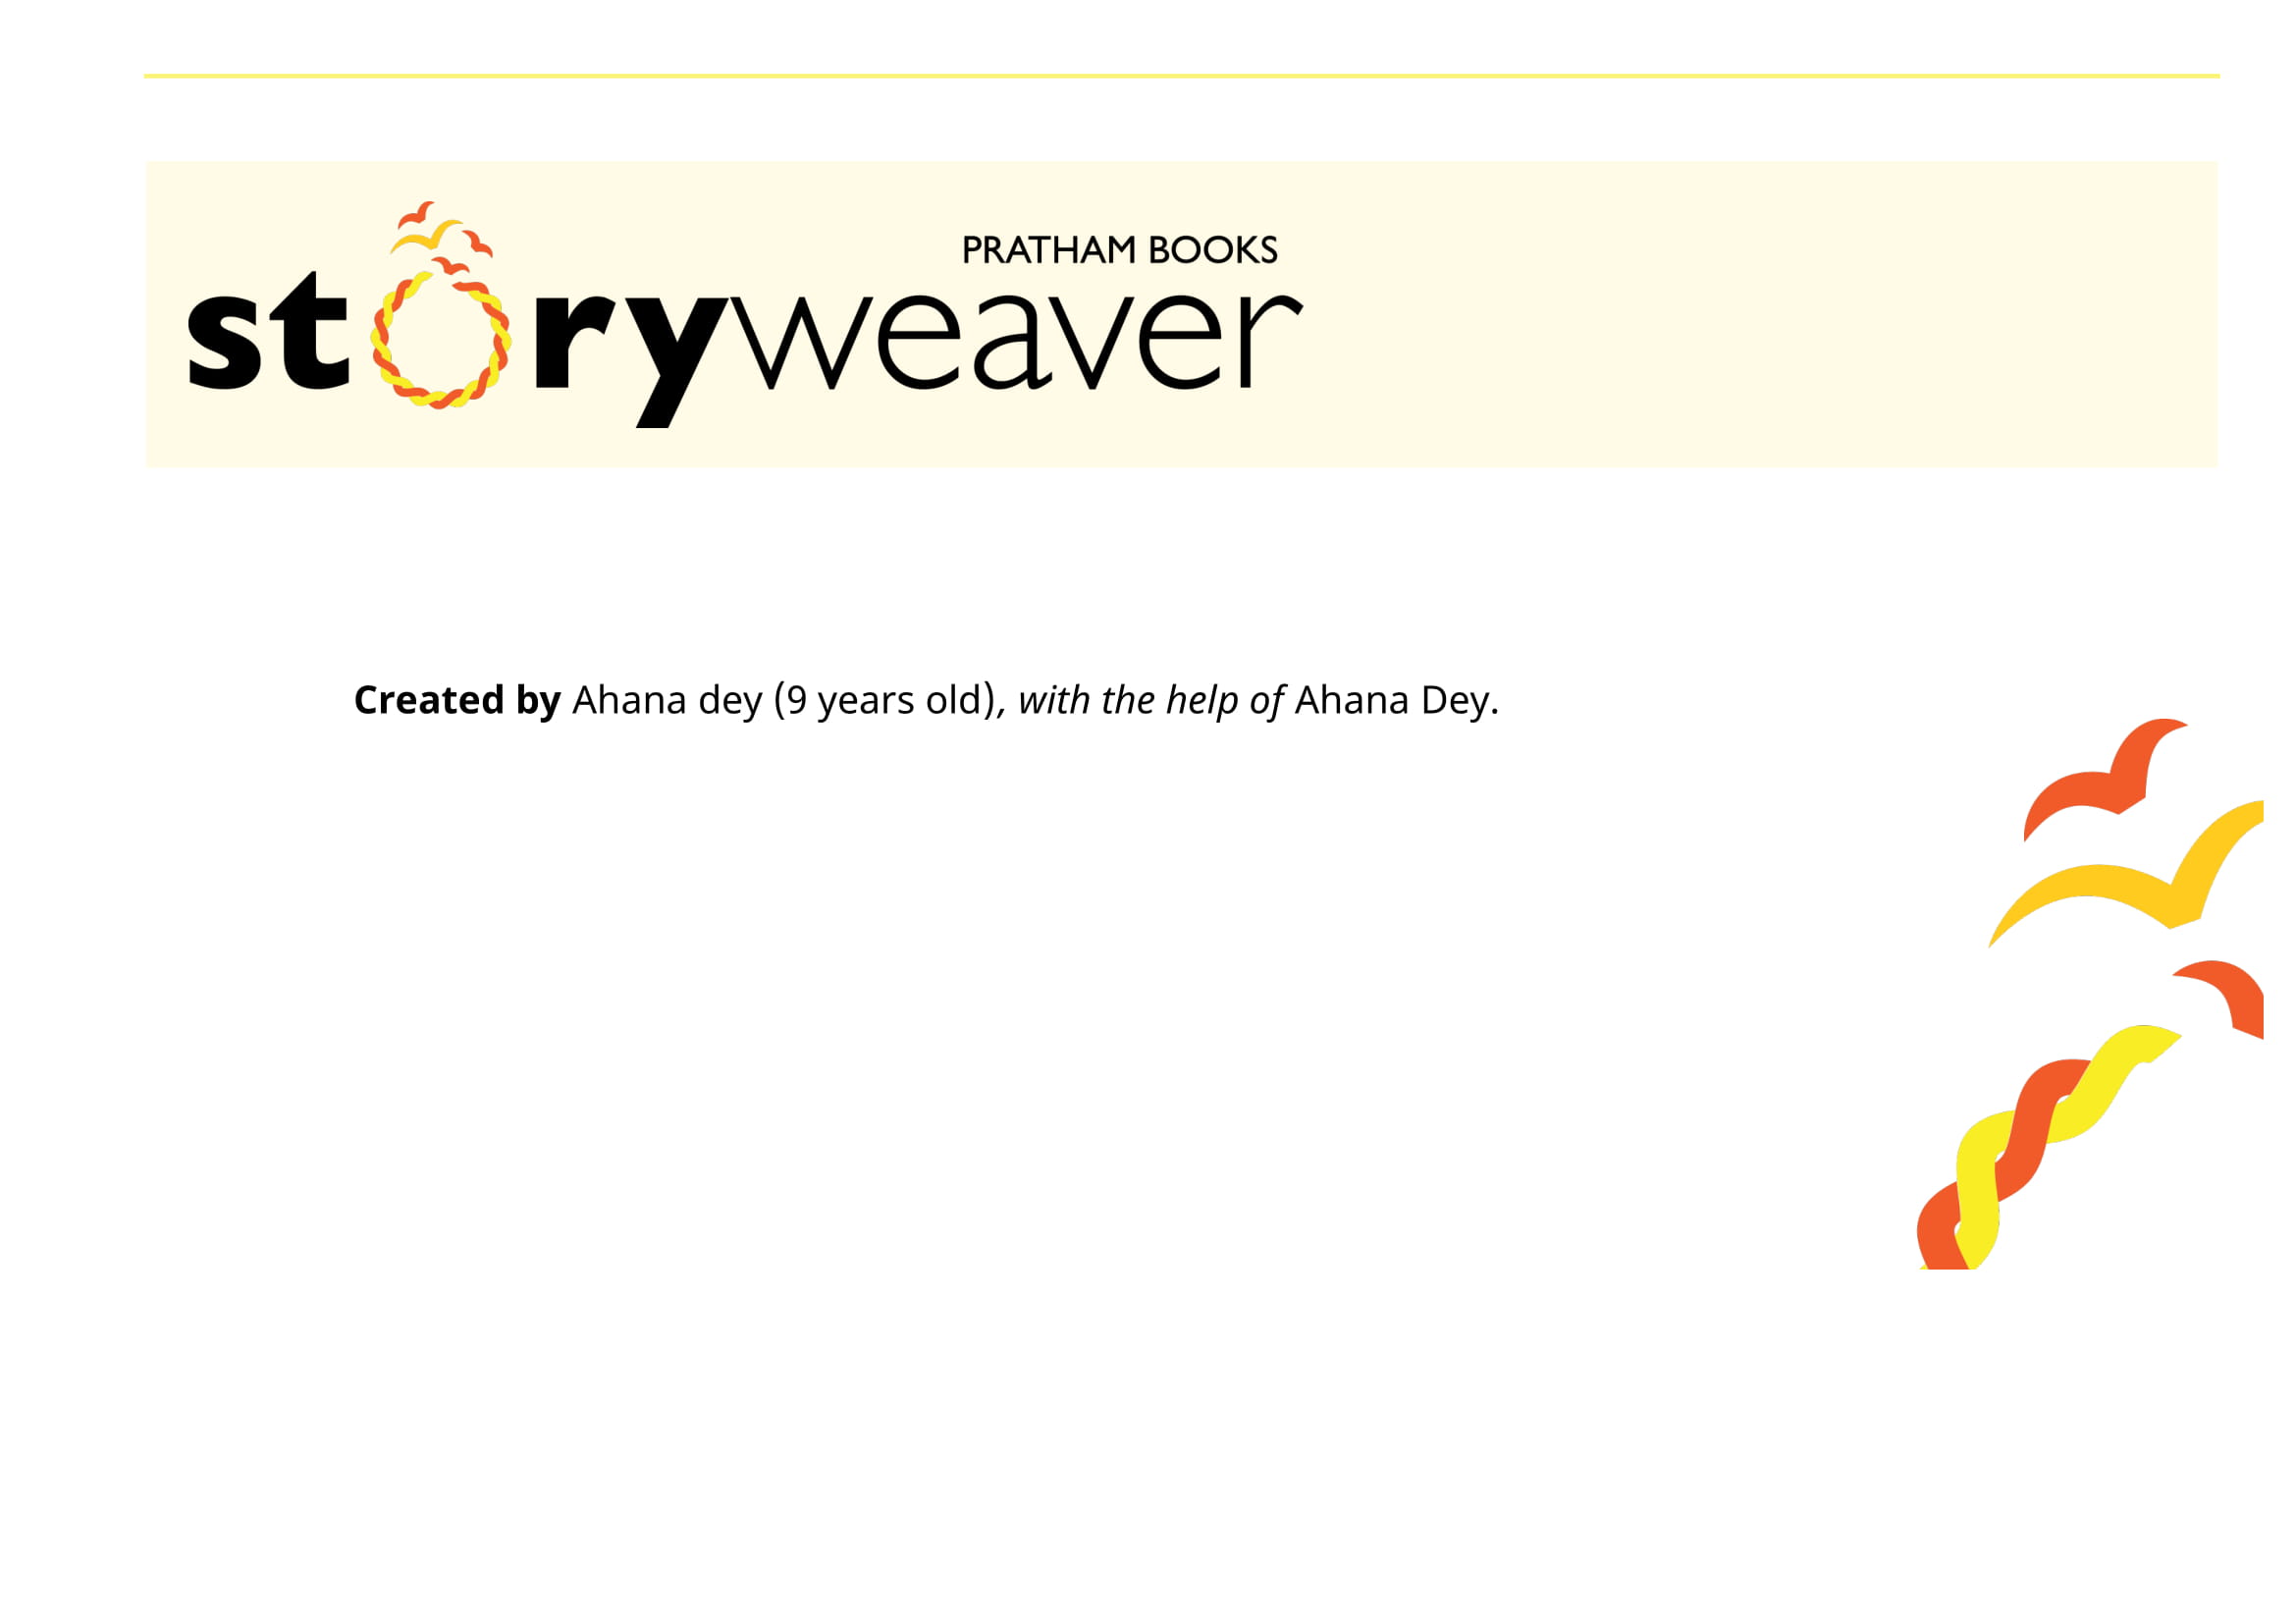 PRATHAM BOOKS
storyweaver
Created by Ahana dey (9 years old), with the help of Ahana Dey.